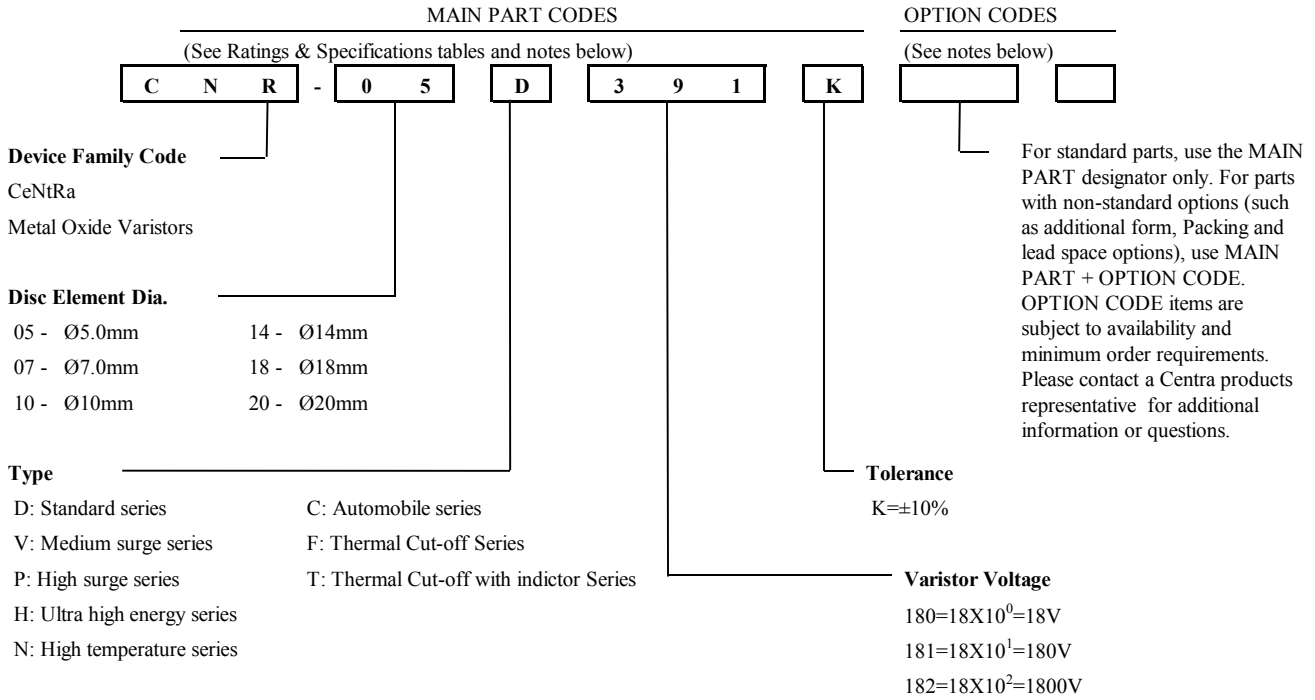 MAIN PART CODES OPTION CODES
(See Ratings & Specifications tables and notes below) (See notes below)
C N R - 0 5 D 3 9 1 K
Device Family Code
CeNtRa
Metal Oxide Varistors
Disc Element Dia.
05 - Ø5.0mm 14 - Ø14mm
07 - Ø7.0mm 18 - Ø18mm
10 - Ø10mm 20 - Ø20mm
Type
D: Standard series C: Automobile series
V: Medium surge series F: Thermal Cut-off Series
P: High surge series T: Thermal Cut-off with indictor Series
H: Ultra high energy series
N: High temperature series
For standard parts, use the MAIN
PART designator only. For parts
with non-standard options (such
as additional form, Packing and
lead space options), use MAIN
PART + OPTION CODE.
OPTION CODE items are
subject to availability and
minimum order requirements.
Please contact a Centra products
representative for additional
information or questions.
Tolerance
K=±10%
Varistor Voltage
180=18X10⁰=18V
181=18X10¹=180V
182=18X10²=1800V